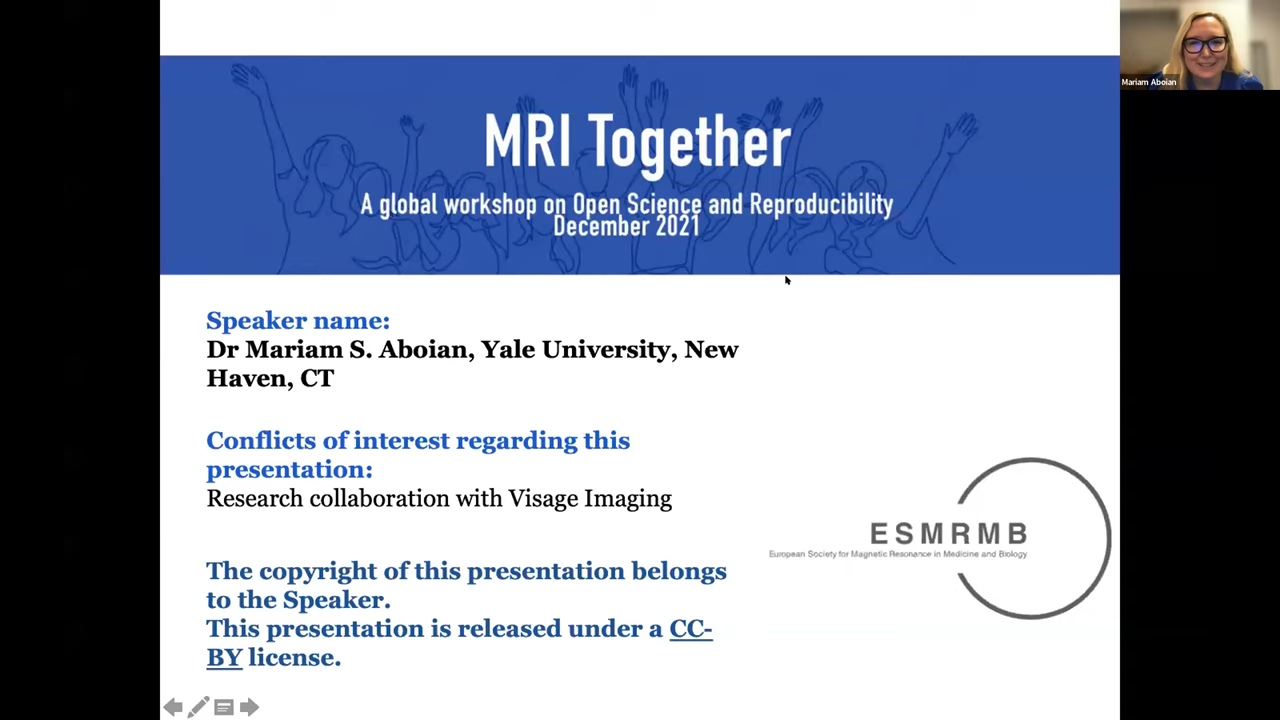 Mariam Aboian
MRI Together
A global workshop on Open Science and Reproducibility
December 2021
Speaker name:
Dr Mariam S. Aboian, Yale University, New
Haven, CT
Conflicts of interest regarding this
presentation:
Research collaboration with Visage Imaging
ESMRMB
European Society for Magnetic Resonance in Medicine and Biology
The copyright of this presentation belongs
to the Speaker.
This presentation is released under a CC-
BY license.